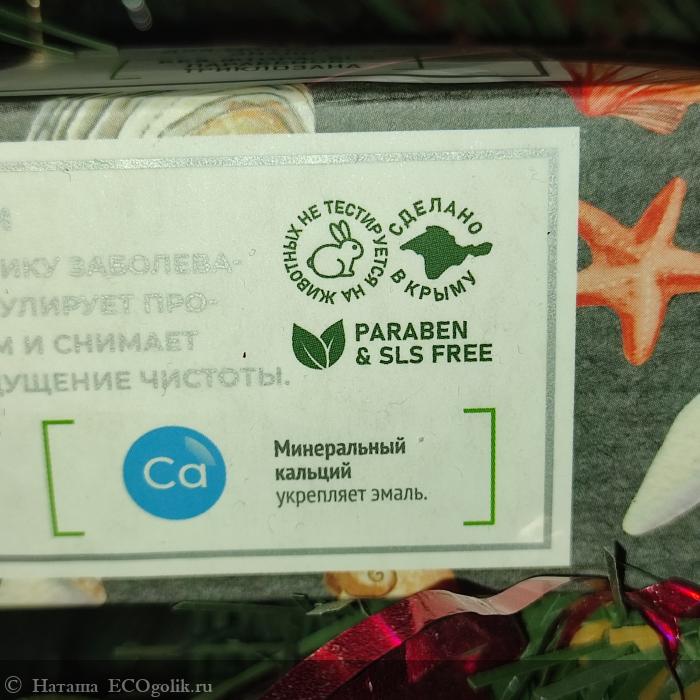 ТРИКЛОЗАНА
НА ЖИВОТНЫХ НЕ ТЕСТИРУЕТСЯ
СДЕЛАНО В КРЫМУ
ИКУ ЗАБОЛЕВА-
УЛИРУЕТ ПРО-
М И СНИМАЕТ
ЩУЩЕНИЕ ЧИСТОТЫ.
PARABEN
& SLS FREE
Ca
Минеральный
кальций
укрепляет эмаль.
© Наташа ECOgolik.ru